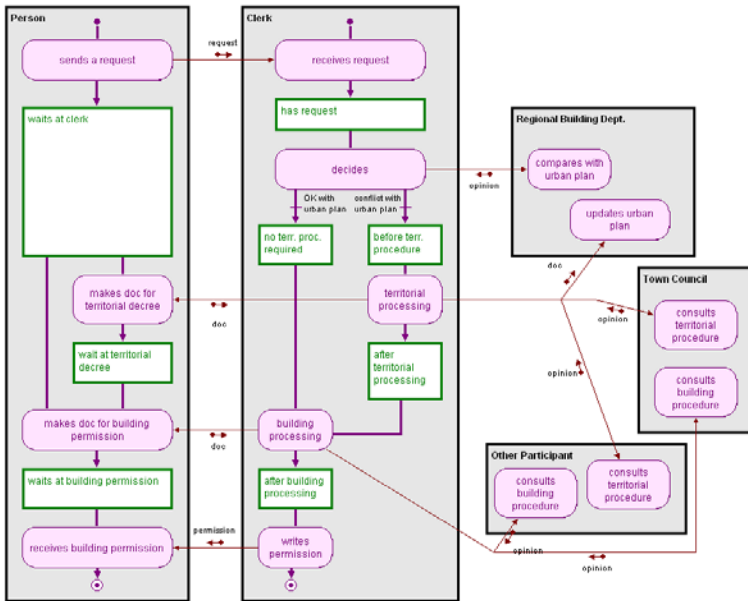 Person
sends a request
waits at clerk
makes doc for
territorial decree
wait at territorial
decree
makes doc for building
permission
waits at building permission
receives building permission
request
doc
doc
permission
Clerk
receives request
has request
decides
OK with
urban plan
conflict with
urban plan
no terr. proc.
required
before terr.
procedure
territorial
processing
after
territorial
processing
building
processing
after building
processing
writes
permission
opinion
doc
opinion
opinion
opinion
opinion
Regional Building Dept.
compares with
urban plan
updates urban
plan
Town Council
consults
territorial
procedure
consults
building
procedure
Other Participant
consults
building
procedure
consults
territorial
procedure